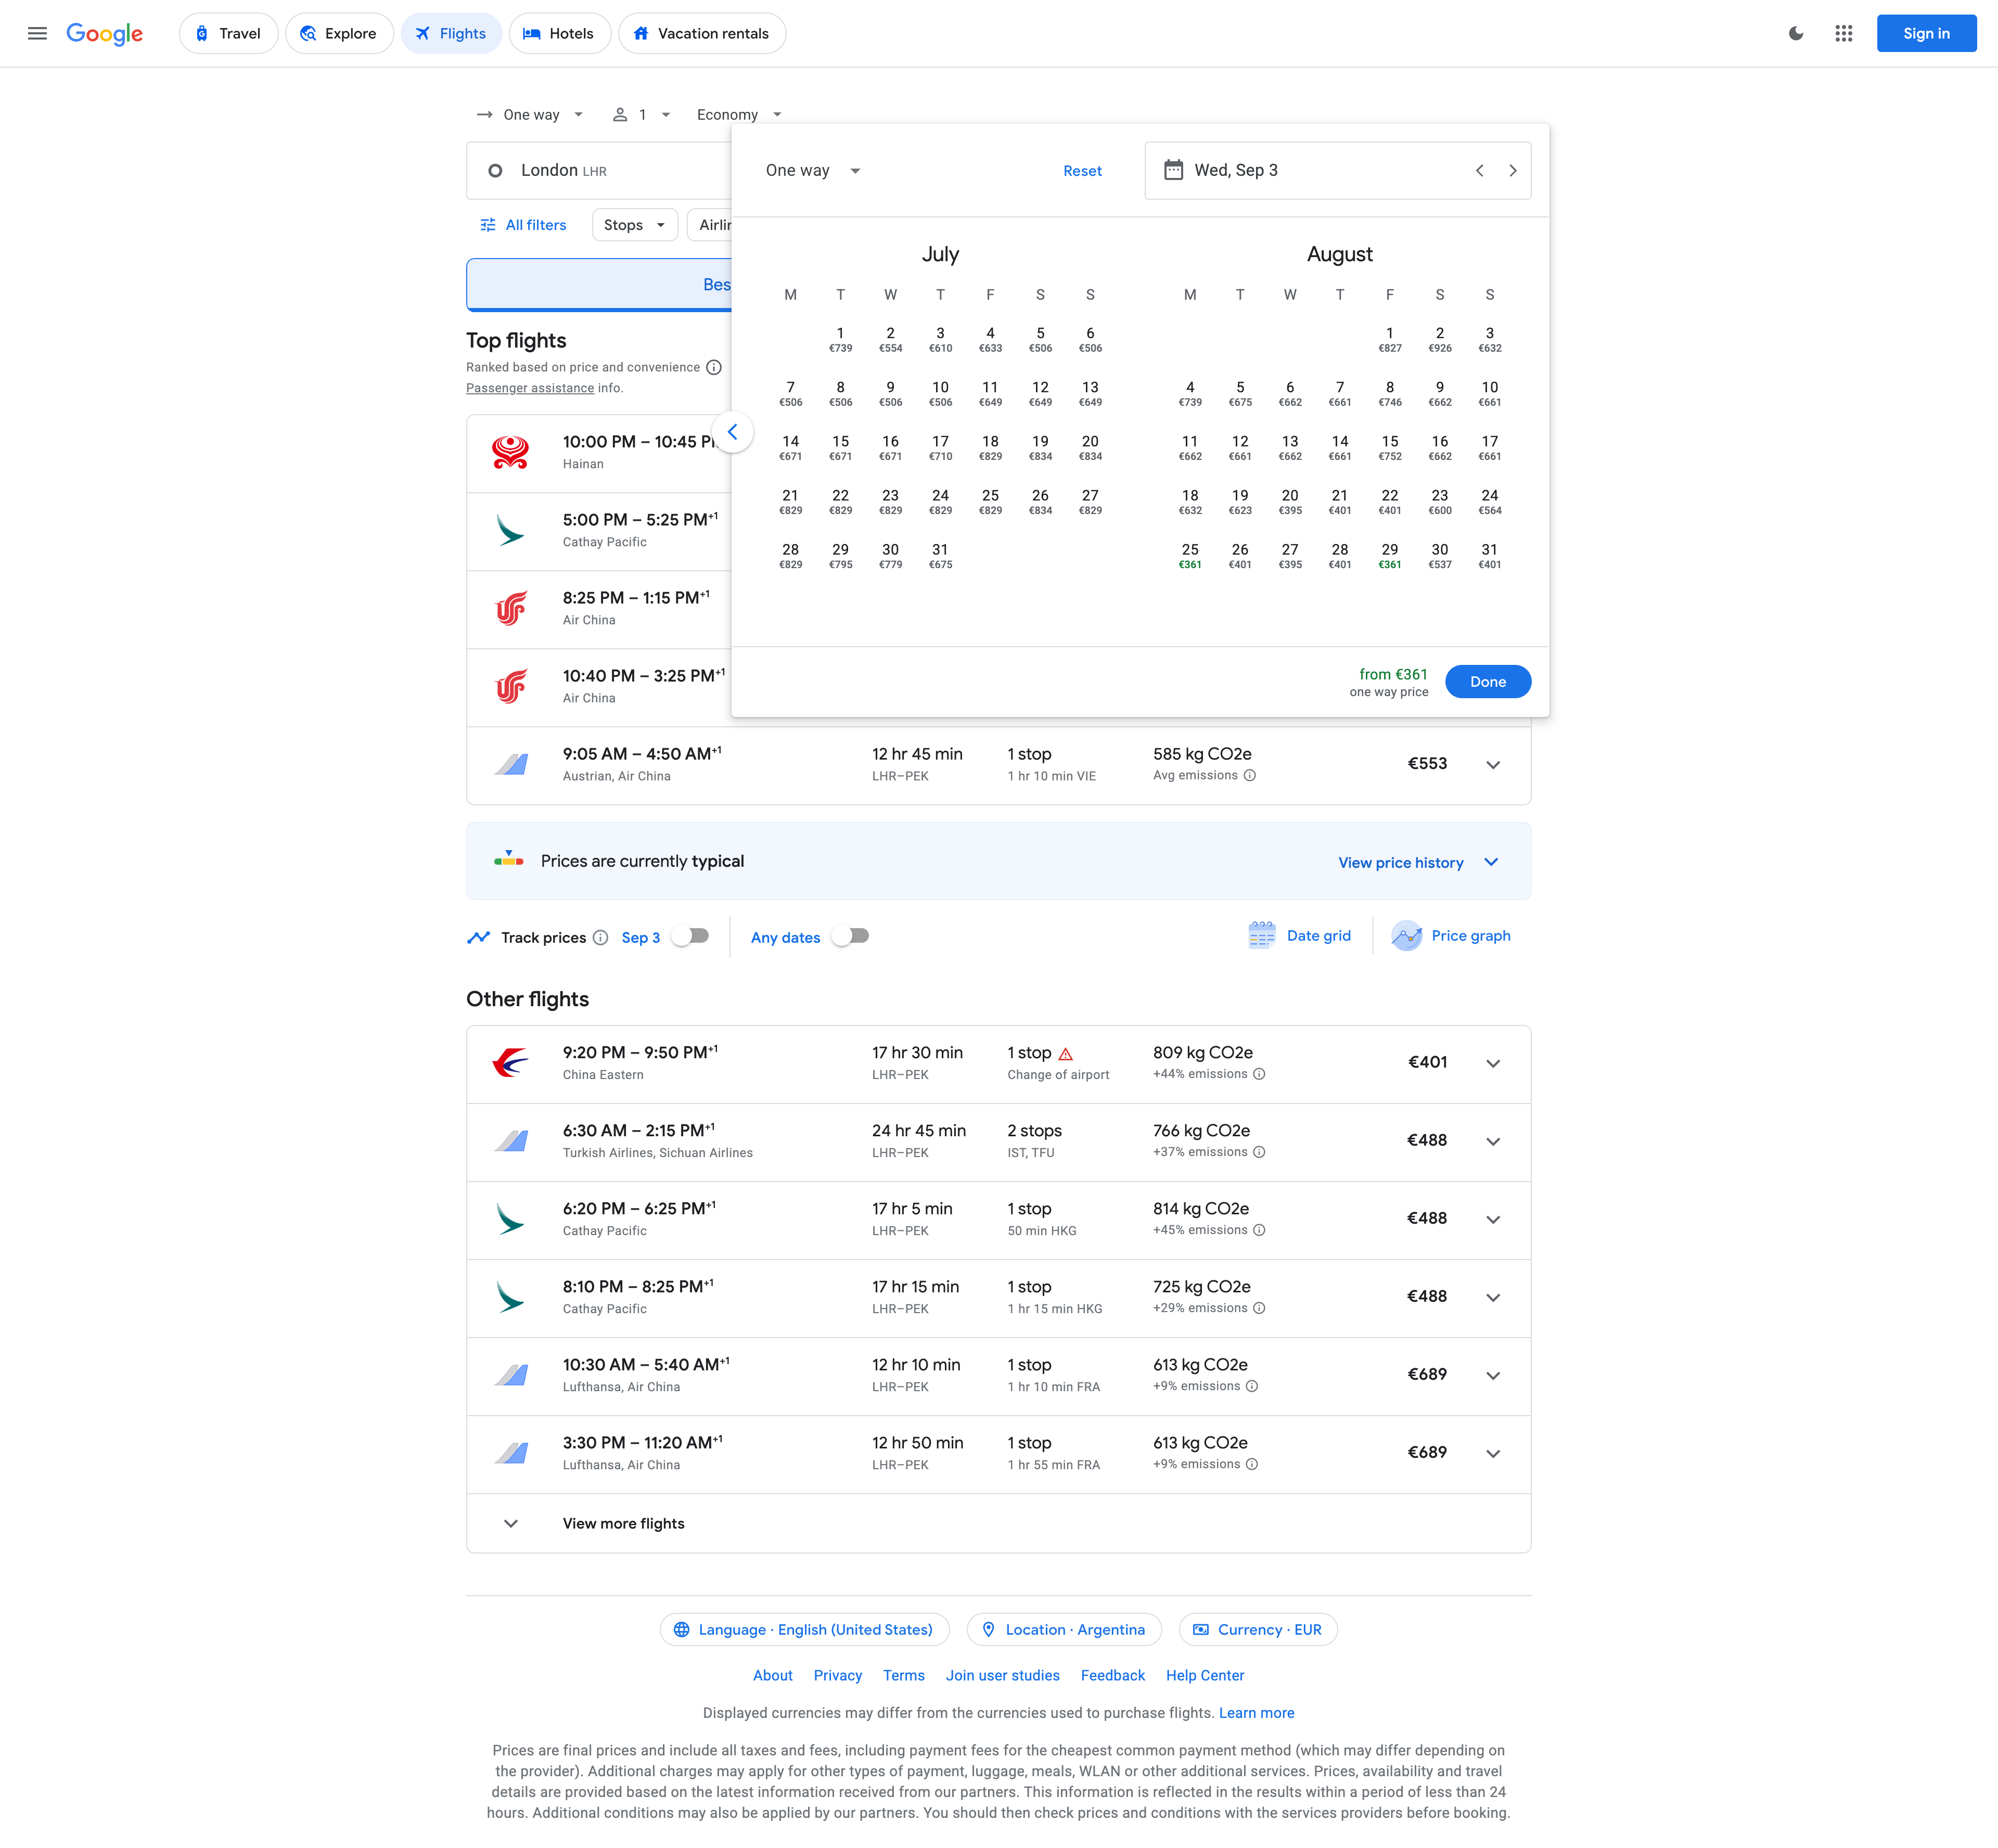 Google
Travel
Explore
Flights
Hotels
Vacation rentals
Sign in
One way
1
Economy
London LHR
One way
Reset
Wed, Sep 3
All filters
Stops
Airlin
Bes
Top flights
Ranked based on price and convenience
Passenger assistance info.
July
M T W T F S S
1 2 3 4 5 6
€739 €554 €610 €633 €506 €506
7 8 9 10 11 12 13
€506 €506 €506 €506 €649 €649 €649
14 15 16 17 18 19 20
€671 €671 €671 €710 €829 €834 €834
21 22 23 24 25 26 27
€829 €829 €829 €829 €829 €834 €829
28 29 30 31
€829 €795 €779 €675
August
M T W T F S S
1 2 3
€827 €926 €632
4 5 6 7 8 9 10
€739 €675 €662 €661 €746 €662 €661
11 12 13 14 15 16 17
€662 €661 €662 €661 €752 €662 €661
18 19 20 21 22 23 24
€632 €623 €395 €401 €401 €600 €564
25 26 27 28 29 30 31
€361 €401 €395 €401 €361 €537 €401
from €361
one way price
Done
10:00 PM – 10:45 P
Hainan
5:00 PM – 5:25 PM+1
Cathay Pacific
8:25 PM – 1:15 PM+1
Air China
10:40 PM – 3:25 PM+1
Air China
9:05 AM – 4:50 AM+1 12 hr 45 min 1 stop 585 kg CO2e €553
Austrian, Air China LHR–PEK 1 hr 10 min VIE Avg emissions
Prices are currently typical
View price history
Track prices Sep 3 Any dates Date grid Price graph
Other flights
9:20 PM – 9:50 PM+1 17 hr 30 min 1 stop 809 kg CO2e €401
China Eastern LHR–PEK Change of airport +44% emissions
6:30 AM – 2:15 PM+1 24 hr 45 min 2 stops 766 kg CO2e €488
Turkish Airlines, Sichuan Airlines LHR–PEK IST, TFU +37% emissions
6:20 PM – 6:25 PM+1 17 hr 5 min 1 stop 814 kg CO2e €488
Cathay Pacific LHR–PEK 50 min HKG +45% emissions
8:10 PM – 8:25 PM+1 17 hr 15 min 1 stop 725 kg CO2e €488
Cathay Pacific LHR–PEK 1 hr 15 min HKG +29% emissions
10:30 AM – 5:40 AM+1 12 hr 10 min 1 stop 613 kg CO2e €689
Lufthansa, Air China LHR–PEK 1 hr 10 min FRA +9% emissions
3:30 PM – 11:20 AM+1 12 hr 50 min 1 stop 613 kg CO2e €689
Lufthansa, Air China LHR–PEK 1 hr 55 min FRA +9% emissions
View more flights
Language · English (United States)
Location · Argentina
Currency · EUR
About Privacy Terms Join user studies Feedback Help Center
Displayed currencies may differ from the currencies used to purchase flights. Learn more
Prices are final prices and include all taxes and fees, including payment fees for the cheapest common payment method (which may differ depending on
the provider). Additional charges may apply for other types of payment, luggage, meals, WLAN or other additional services. Prices, availability and travel
details are provided based on the latest information received from our partners. This information is reflected in the results within a period of less than 24
hours. Additional conditions may also be applied by our partners. You should then check prices and conditions with the services providers before booking.